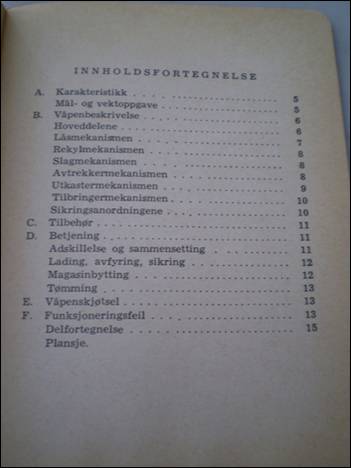 INNHOLDSFORTEGNELSE
A. Karakteristikk . . . . . . . . . . . . . . . 5
Mål- og vektoppgave . . . . . . . . . . . . 5
B. Våpenbeskrivelse . . . . . . . . . . . . . . 6
Hoveddelene . . . . . . . . . . . . . . . . 6
Låsmekanismen . . . . . . . . . . . . . . . 7
Rekylmekanismen . . . . . . . . . . . . . . 8
Slagmekanismen . . . . . . . . . . . . . . . 8
Avtrekkermekanismen . . . . . . . . . . . . 8
Utkastermekanismen . . . . . . . . . . . . . 9
Tilbringermekanismen . . . . . . . . . . . . 10
Sikringsanordningene . . . . . . . . . . . . 10
C. Tilbehør . . . . . . . . . . . . . . . . . . 11
D. Betjening . . . . . . . . . . . . . . . . . 11
Adskillelse og sammensetting . . . . . . . . 11
Lading, avfyring, sikring . . . . . . . . . 12
Magasinbytting . . . . . . . . . . . . . . . 12
Tømming . . . . . . . . . . . . . . . . . . 13
E. Våpenskjøtsel . . . . . . . . . . . . . . . 13
F. Funksjoneringsfeil . . . . . . . . . . . . . 13
Delfortegnelse . . . . . . . . . . . . . . . 15
Plansje.